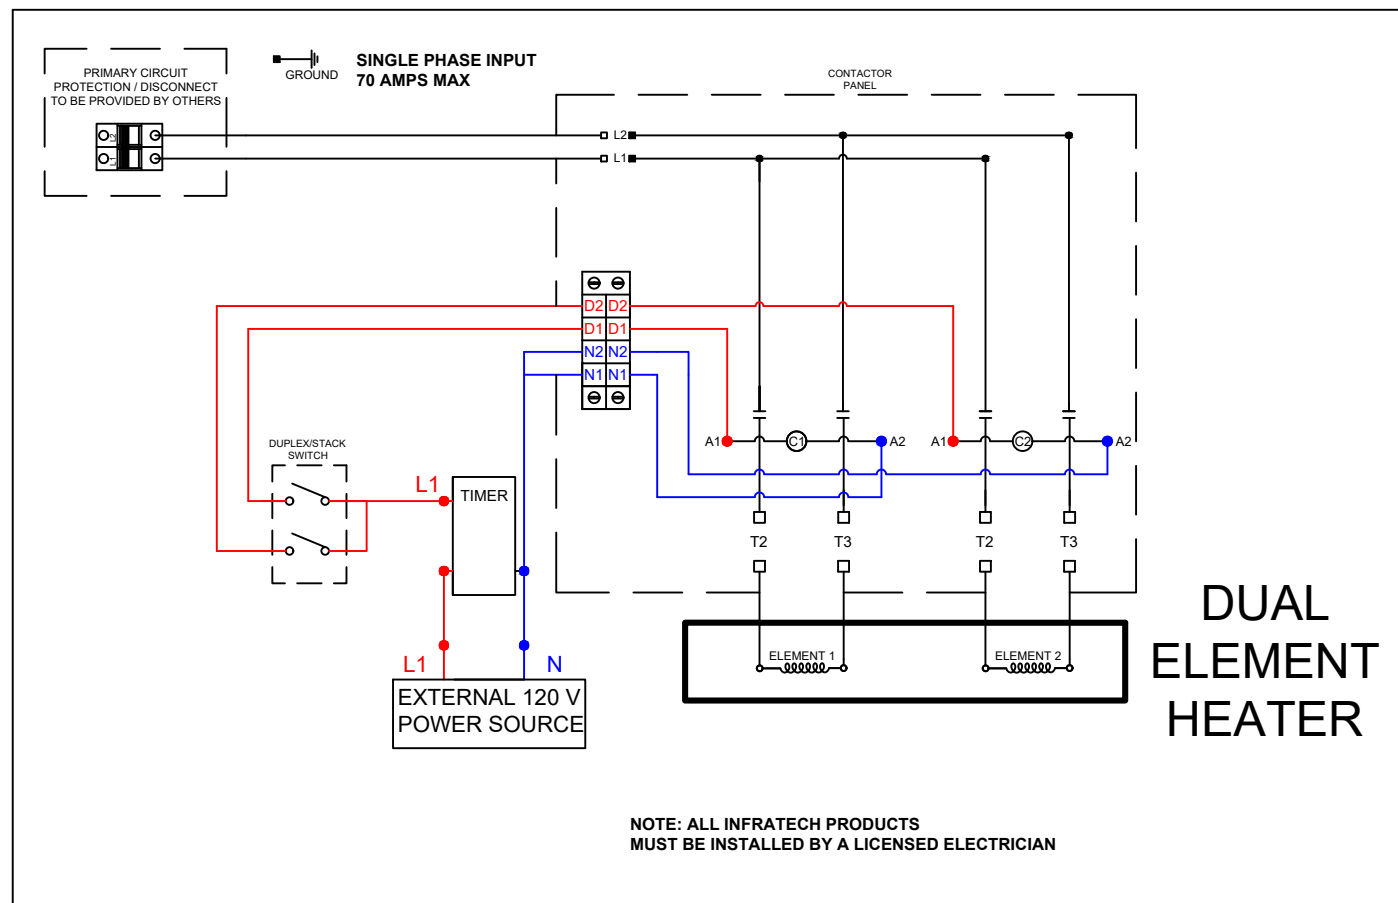 PRIMARY CIRCUIT
PROTECTION / DISCONNECT
TO BE PROVIDED BY OTHERS
L2
L1
GROUND
SINGLE PHASE INPUT
70 AMPS MAX
CONTACTOR
PANEL
L2
L1
D2 D2
D1 D1
N2 N2
N1 N1
A1 C1 A2
A1 C2 A2
DUPLEX/STACK
SWITCH
L1
TIMER
T2 T3 T2 T3
L1 N
EXTERNAL 120 V
POWER SOURCE
ELEMENT 1
ELEMENT 2
DUAL
ELEMENT
HEATER
NOTE: ALL INFRATECH PRODUCTS
MUST BE INSTALLED BY A LICENSED ELECTRICIAN